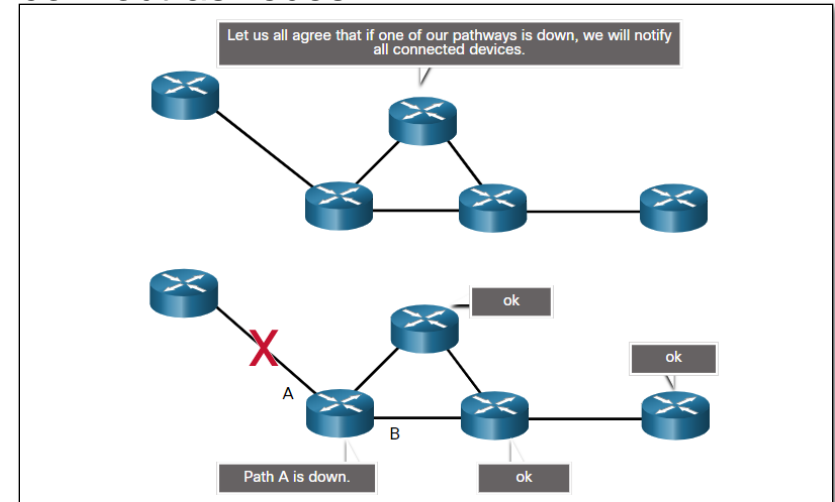 Let us all agree that if one of our pathways is down, we will notify
all connected devices.
ok
ok
A
B
Path A is down.
ok